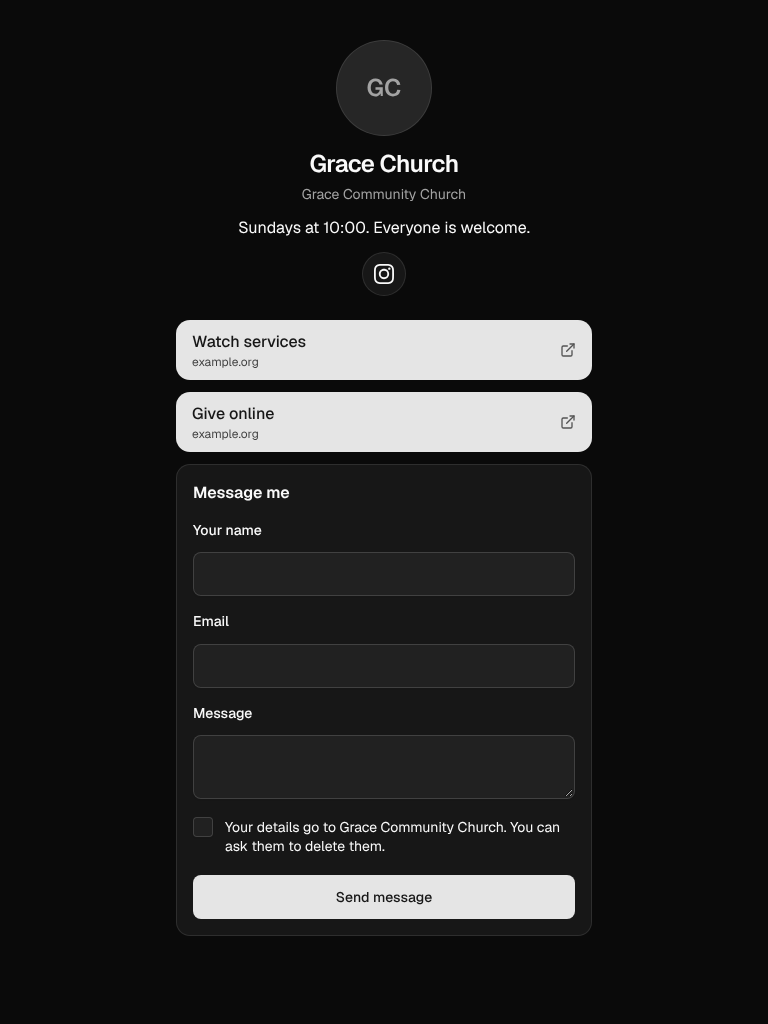 GC
Grace Church
Grace Community Church
Sundays at 10:00. Everyone is welcome.
Watch services
example.org
Give online
example.org
Message me
Your name
Email
Message
Your details go to Grace Community Church. You can
ask them to delete them.
Send message